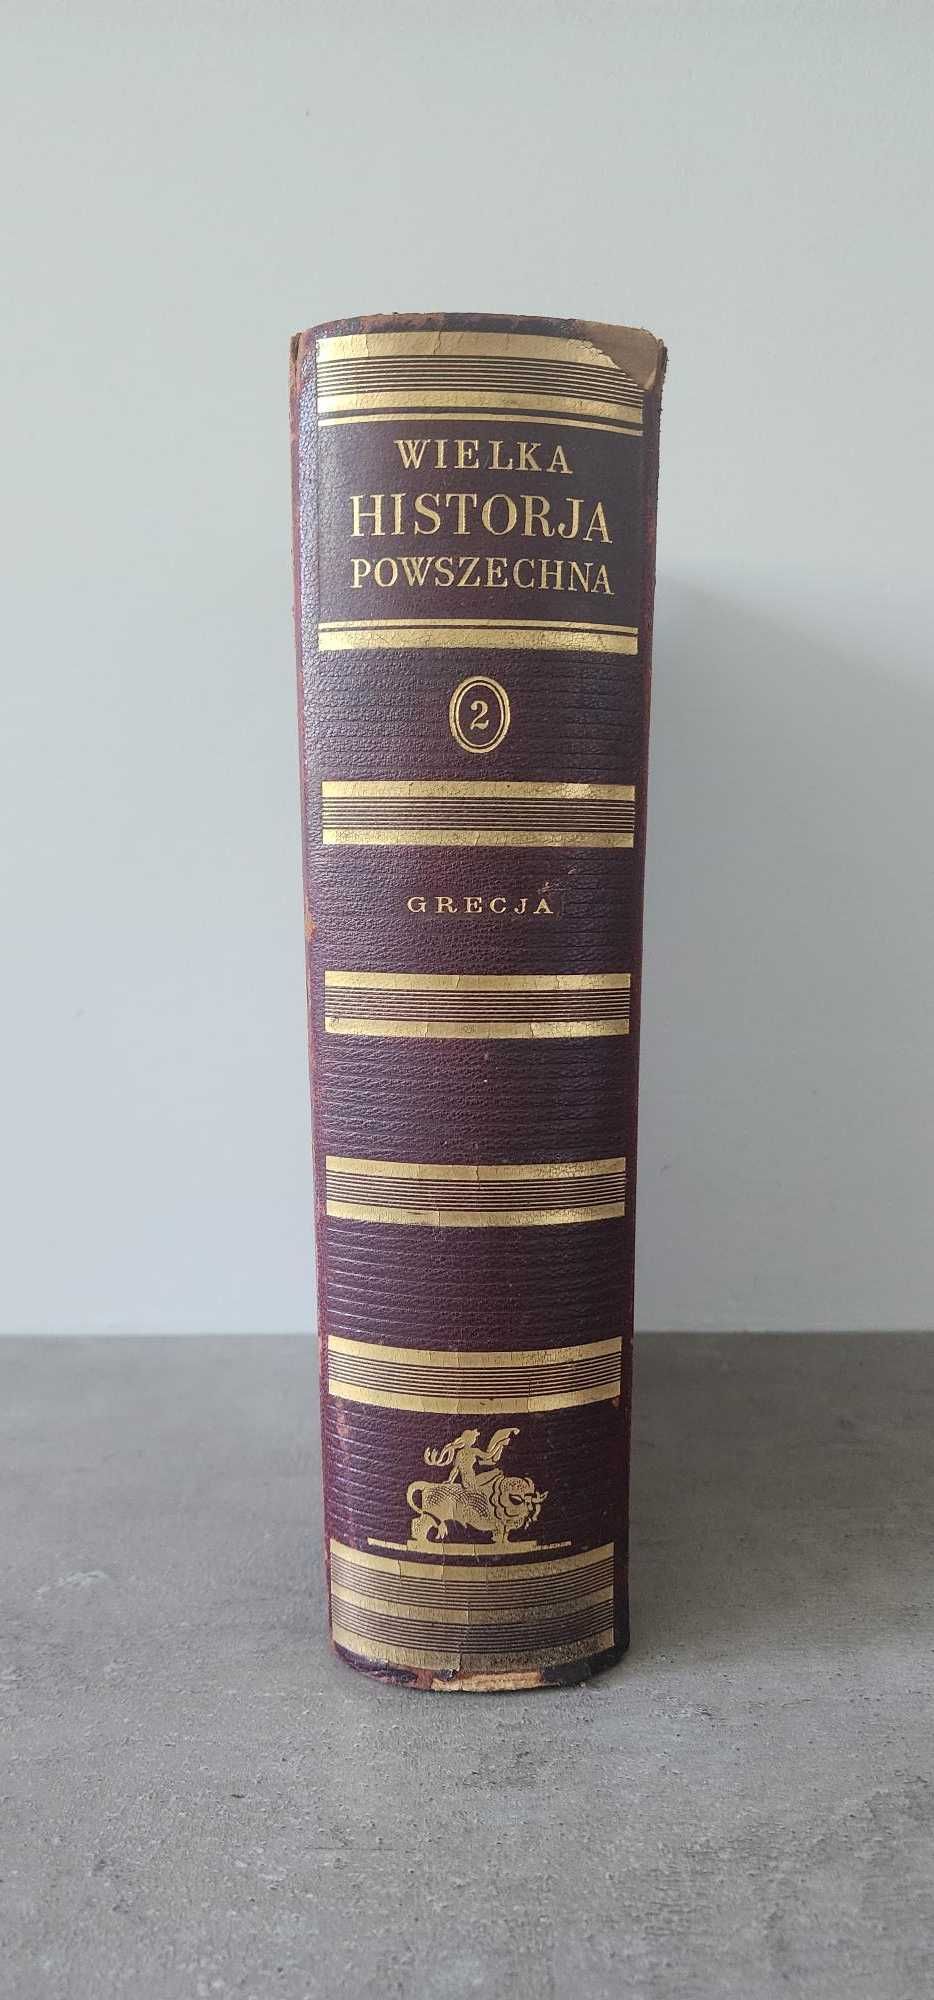 WIELKA
HISTORJA
POWSZECHNA
2
GRECJA